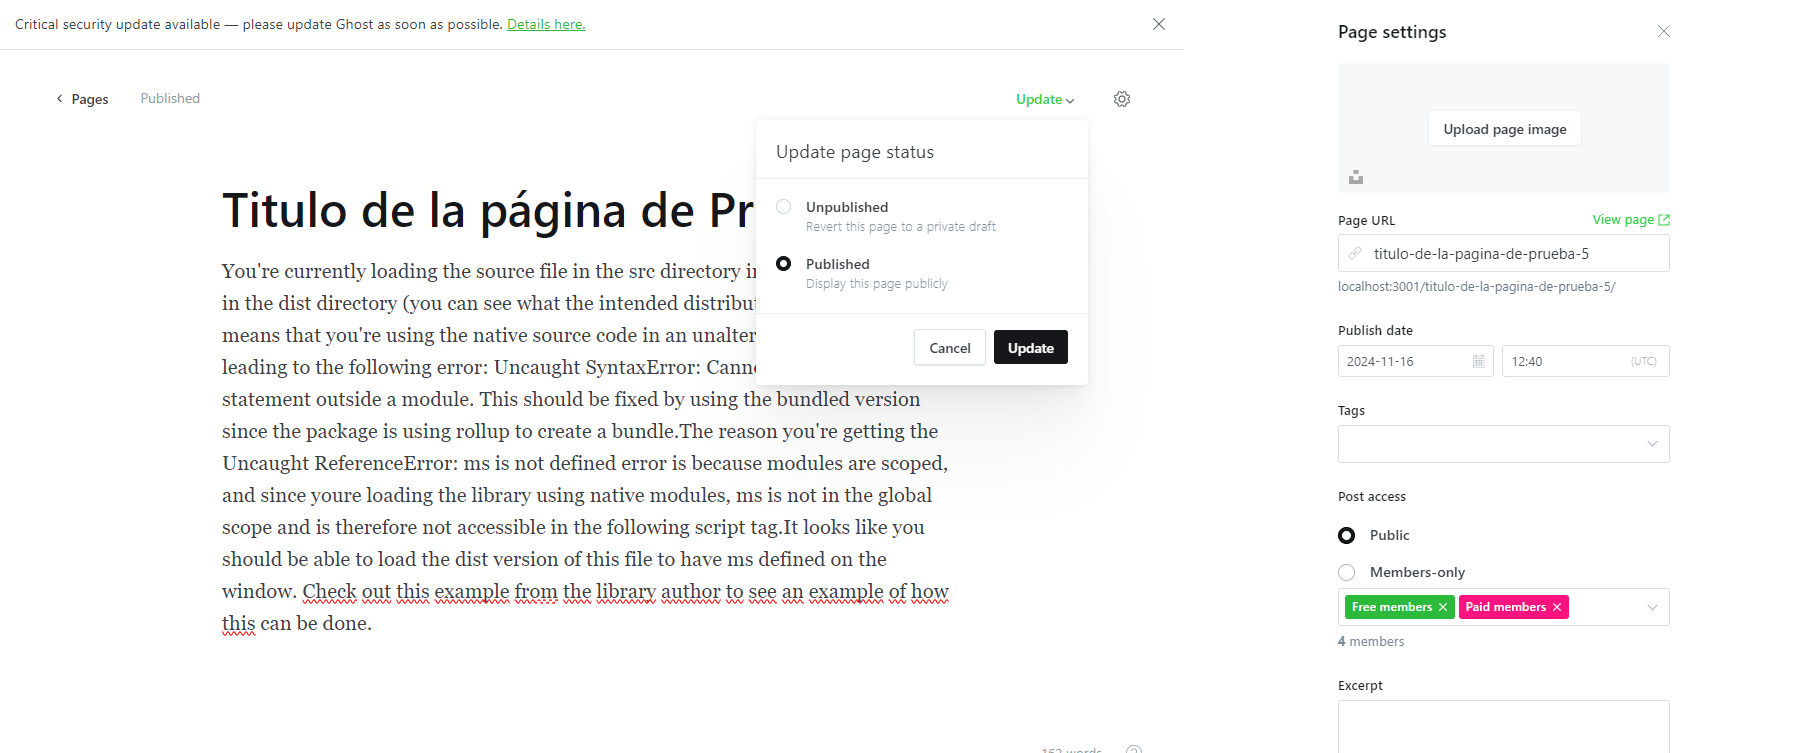 Critical security update available — please update Ghost as soon as possible. Details here.
Pages
Published
Update
Update page status
Unpublished
Revert this page to a private draft
Published
Display this page publicly
Cancel
Update
Titulo de la página de Pr
You're currently loading the source file in the src directory in
in the dist directory (you can see what the intended distribut
means that you're using the native source code in an unalter
leading to the following error: Uncaught SyntaxError: Canno
statement outside a module. This should be fixed by using the bundled version
since the package is using rollup to create a bundle.The reason you're getting the
Uncaught ReferenceError: ms is not defined error is because modules are scoped,
and since youre loading the library using native modules, ms is not in the global
scope and is therefore not accessible in the following script tag.It looks like you
should be able to load the dist version of this file to have ms defined on the
window. Check out this example from the library author to see an example of how
this can be done.
162 words
Page settings
Upload page image
Page URL
View page
titulo-de-la-pagina-de-prueba-5
localhost:3001/titulo-de-la-pagina-de-prueba-5/
Publish date
2024-11-16
12:40
(UTC)
Tags
Post access
Public
Members-only
Free members
Paid members
4 members
Excerpt